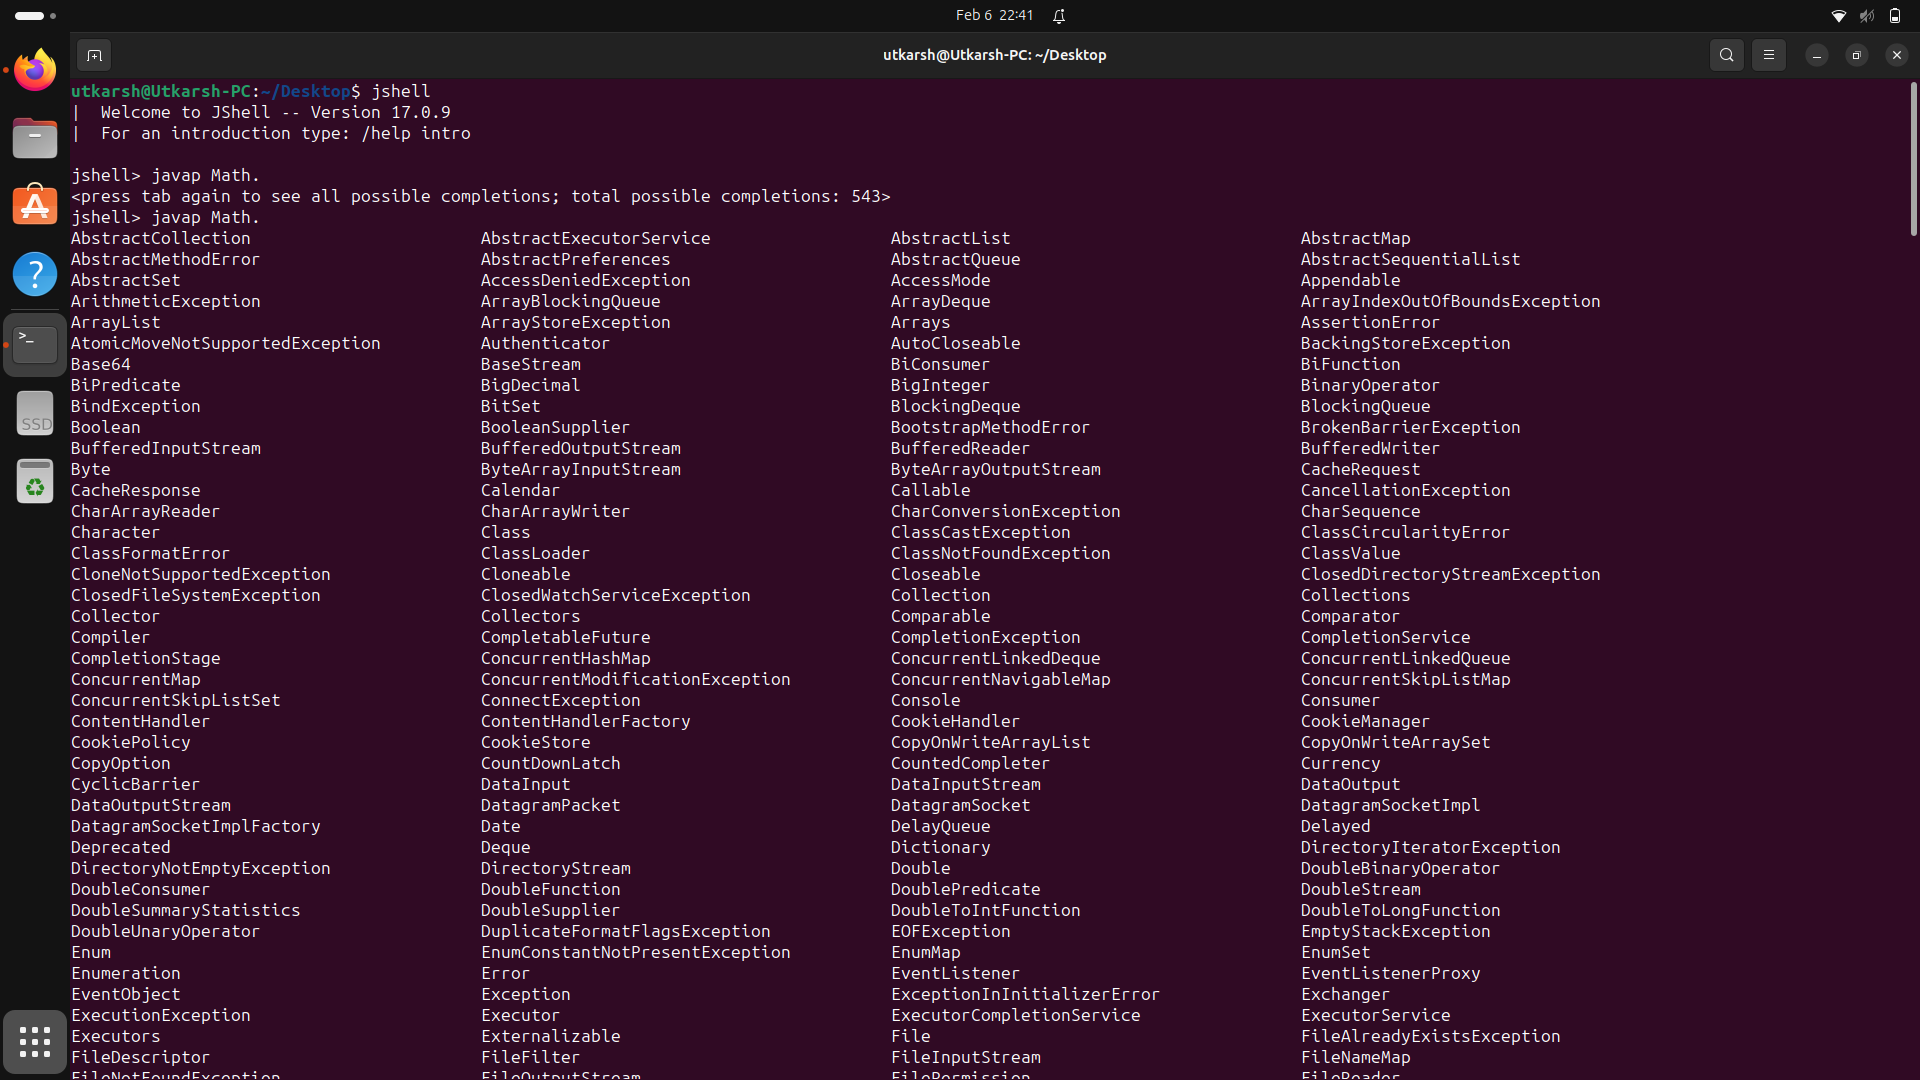 Feb 6 22:41
utkarsh@Utkarsh-PC: ~/Desktop
utkarsh@Utkarsh-PC:~/Desktop$ jshell
| Welcome to JShell -- Version 17.0.9
| For an introduction type: /help intro
jshell> javap Math.
<press tab again to see all possible completions; total possible completions: 543>
jshell> javap Math.
AbstractCollection AbstractExecutorService AbstractList AbstractMap
AbstractMethodError AbstractPreferences AbstractQueue AbstractSequentialList
AbstractSet AccessDeniedException AccessMode Appendable
ArithmeticException ArrayBlockingQueue ArrayDeque ArrayIndexOutOfBoundsException
ArrayList ArrayStoreException Arrays AssertionError
AtomicMoveNotSupportedException Authenticator AutoCloseable BackingStoreException
Base64 BaseStream BiConsumer BiFunction
BiPredicate BigDecimal BigInteger BinaryOperator
BindException BitSet BlockingDeque BlockingQueue
Boolean BooleanSupplier BootstrapMethodError BrokenBarrierException
BufferedInputStream BufferedOutputStream BufferedReader BufferedWriter
Byte ByteArrayInputStream ByteArrayOutputStream CacheRequest
CacheResponse Calendar Callable CancellationException
CharArrayReader CharArrayWriter CharConversionException CharSequence
Character Class ClassCastException ClassCircularityError
ClassFormatError ClassLoader ClassNotFoundException ClassValue
CloneNotSupportedException Cloneable Closeable ClosedDirectoryStreamException
ClosedFileSystemException ClosedWatchServiceException Collection Collections
Collector Collectors Comparable Comparator
Compiler CompletableFuture CompletionException CompletionService
CompletionStage ConcurrentHashMap ConcurrentLinkedDeque ConcurrentLinkedQueue
ConcurrentMap ConcurrentModificationException ConcurrentNavigableMap ConcurrentSkipListMap
ConcurrentSkipListSet ConnectException Console Consumer
ContentHandler ContentHandlerFactory CookieHandler CookieManager
CookiePolicy CookieStore CopyOnWriteArrayList CopyOnWriteArraySet
CopyOption CountDownLatch CountedCompleter Currency
CyclicBarrier DataInput DataInputStream DataOutput
DataOutputStream DatagramPacket DatagramSocket DatagramSocketImpl
DatagramSocketImplFactory Date DelayQueue Delayed
Deprecated Deque Dictionary DirectoryIteratorException
DirectoryNotEmptyException DirectoryStream Double DoubleBinaryOperator
DoubleConsumer DoubleFunction DoublePredicate DoubleStream
DoubleSummaryStatistics DoubleSupplier DoubleToIntFunction DoubleToLongFunction
DoubleUnaryOperator DuplicateFormatFlagsException EOFException EmptyStackException
Enum EnumConstantNotPresentException EnumMap EnumSet
Enumeration Error EventListener EventListenerProxy
EventObject Exception ExceptionInInitializerError Exchanger
ExecutionException Executor ExecutorCompletionService ExecutorService
Executors Externalizable File FileAlreadyExistsException
FileDescriptor FileFilter FileInputStream FileNameMap
FileNotFoundException FileOutputStream FilePermission FileReader
SSD